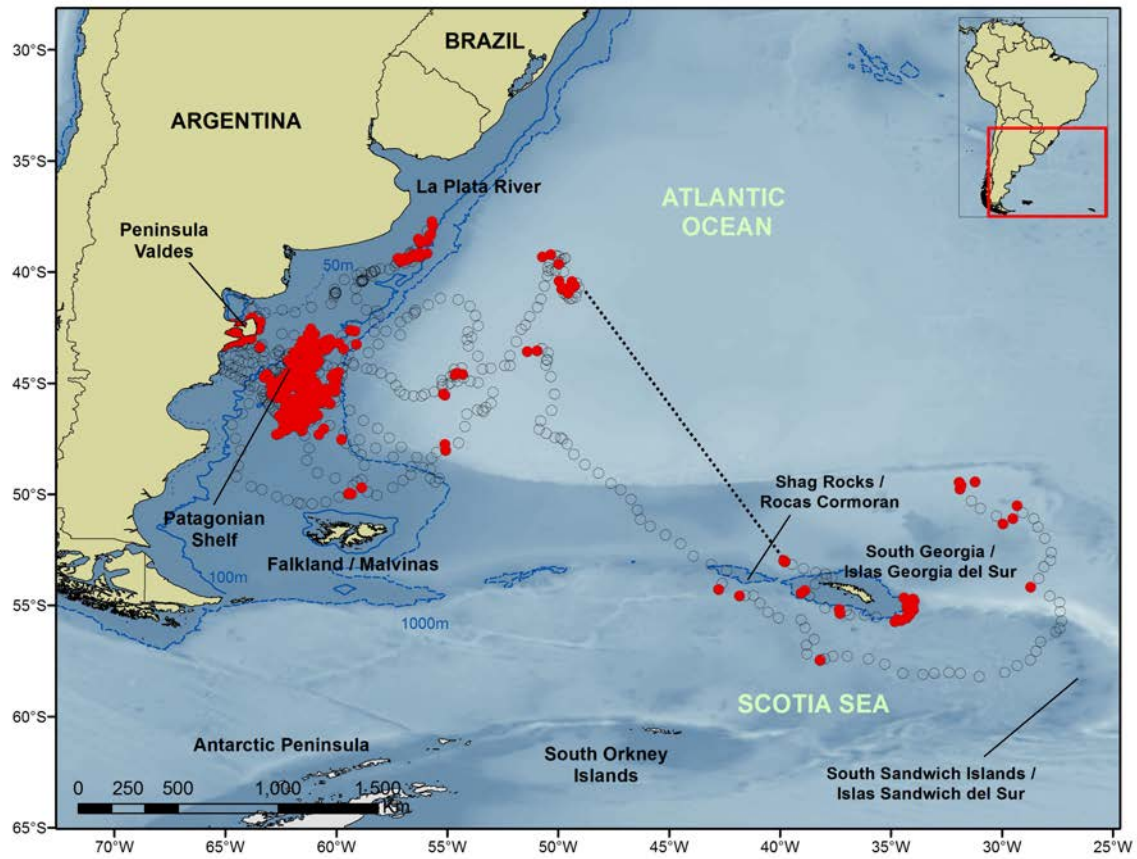 30°S
35°S
40°S
45°S
50°S
55°S
60°S
65°S
BRAZIL
ARGENTINA
La Plata River
ATLANTIC
OCEAN
Peninsula
Valdes
50m
Shag Rocks /
Rocas Cormoran
Patagonian
Shelf
Falkland / Malvinas
South Georgia /
Islas Georgia del Sur
100m
1000m
SCOTIA SEA
Antarctic Peninsula
South Orkney
Islands
South Sandwich Islands /
Islas Sandwich del Sur
0 250 500 1,000 1,500
Km
70°W 65°W 60°W 55°W 50°W 45°W 40°W 35°W 30°W 25°W